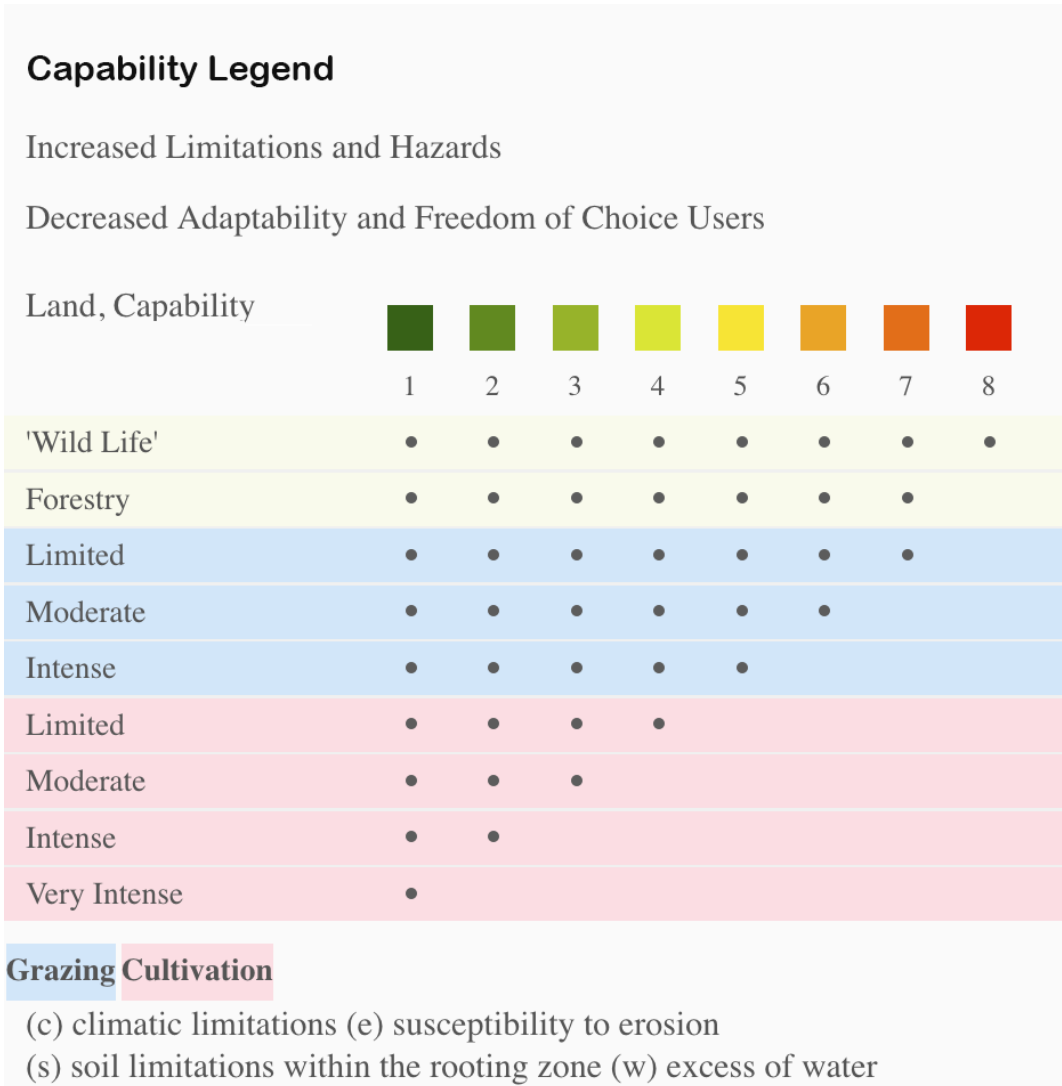 Capability Legend
Increased Limitations and Hazards
Decreased Adaptability and Freedom of Choice Users
Land, Capability
1 2 3 4 5 6 7 8
'Wild Life' • • • • • • • •
Forestry • • • • • • •
Limited • • • • • • •
Moderate • • • • • •
Intense • • • • •
Limited • • • •
Moderate • • •
Intense • •
Very Intense •
Grazing Cultivation
(c) climatic limitations (e) susceptibility to erosion
(s) soil limitations within the rooting zone (w) excess of water